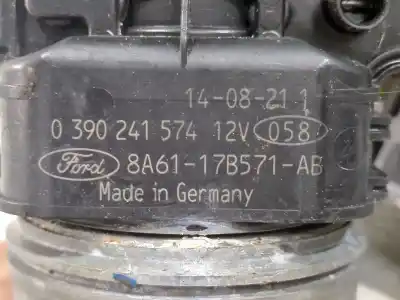 14-08-21 1
0 390 241 574 12V 058
Ford 8A61-17B571-AB
Made in Germany